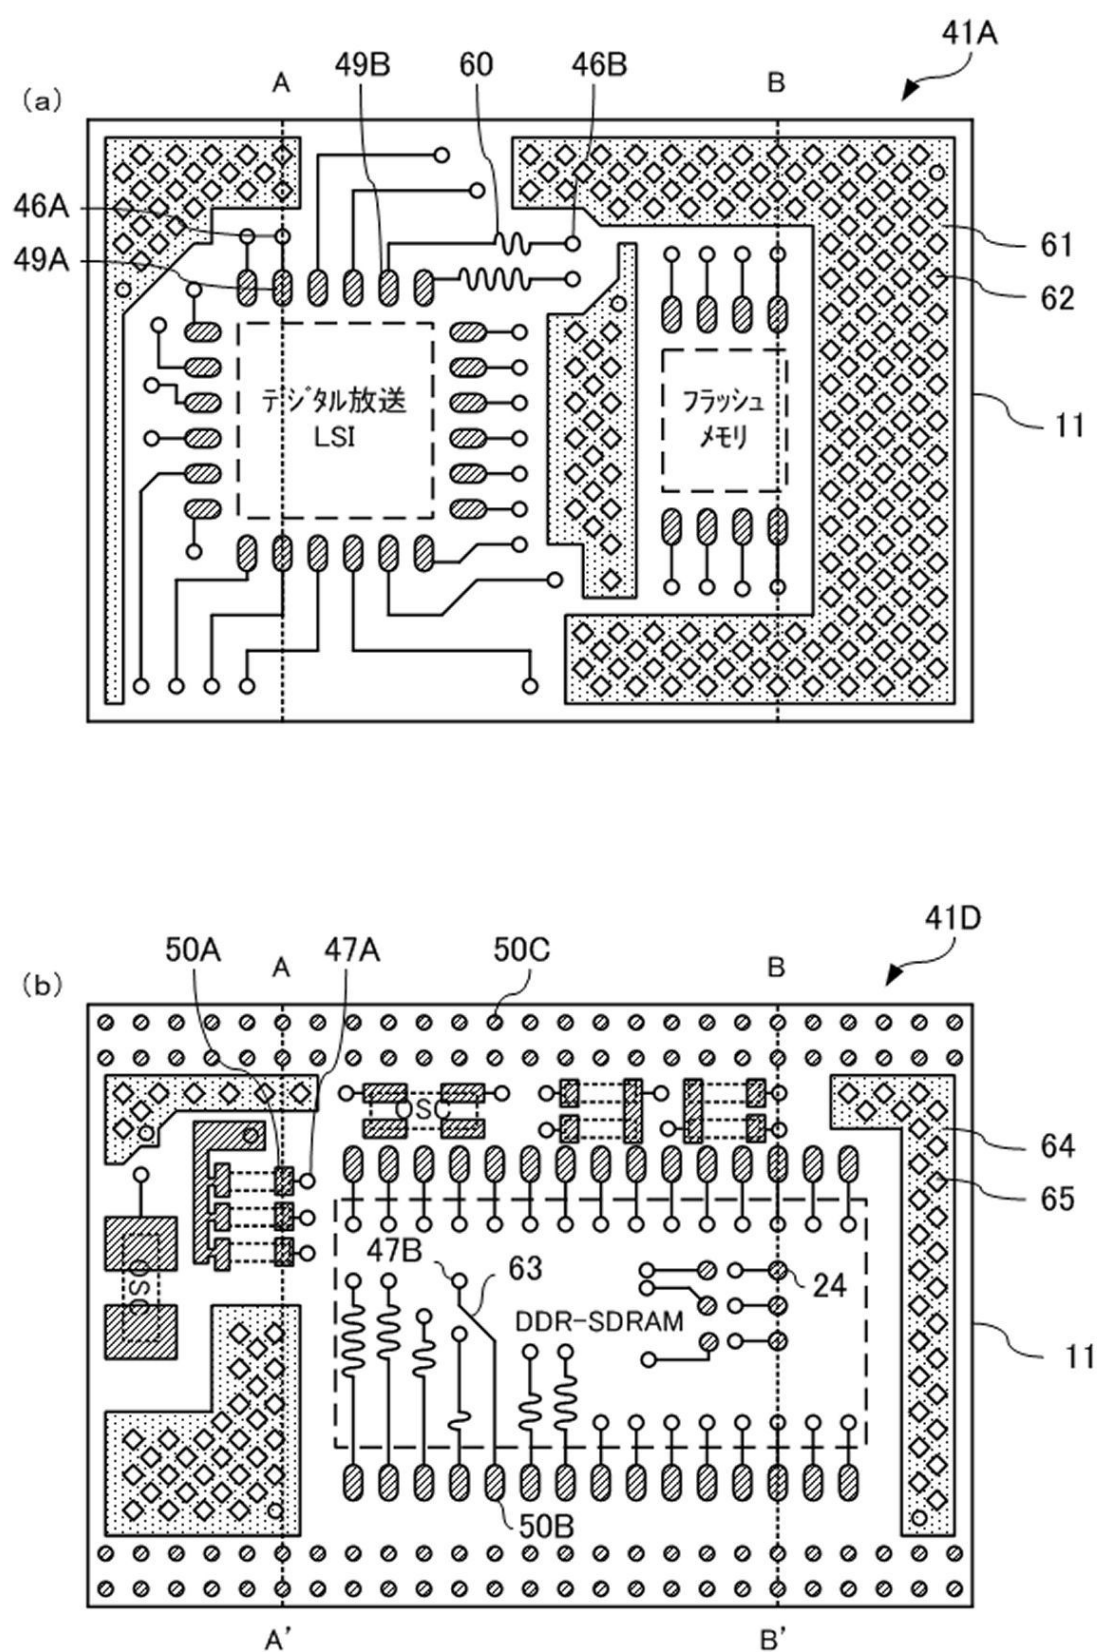 41A
49B 60 46B
A B
(a)
46A
49A
61
62
デジタル放送
LSI
フラッシュ
メモリ
11
41D
50A 47A 50C
A B
(b)
OSC
64
65
47B
63
24
OSC
DDR-SDRAM
11
50B
A' B'